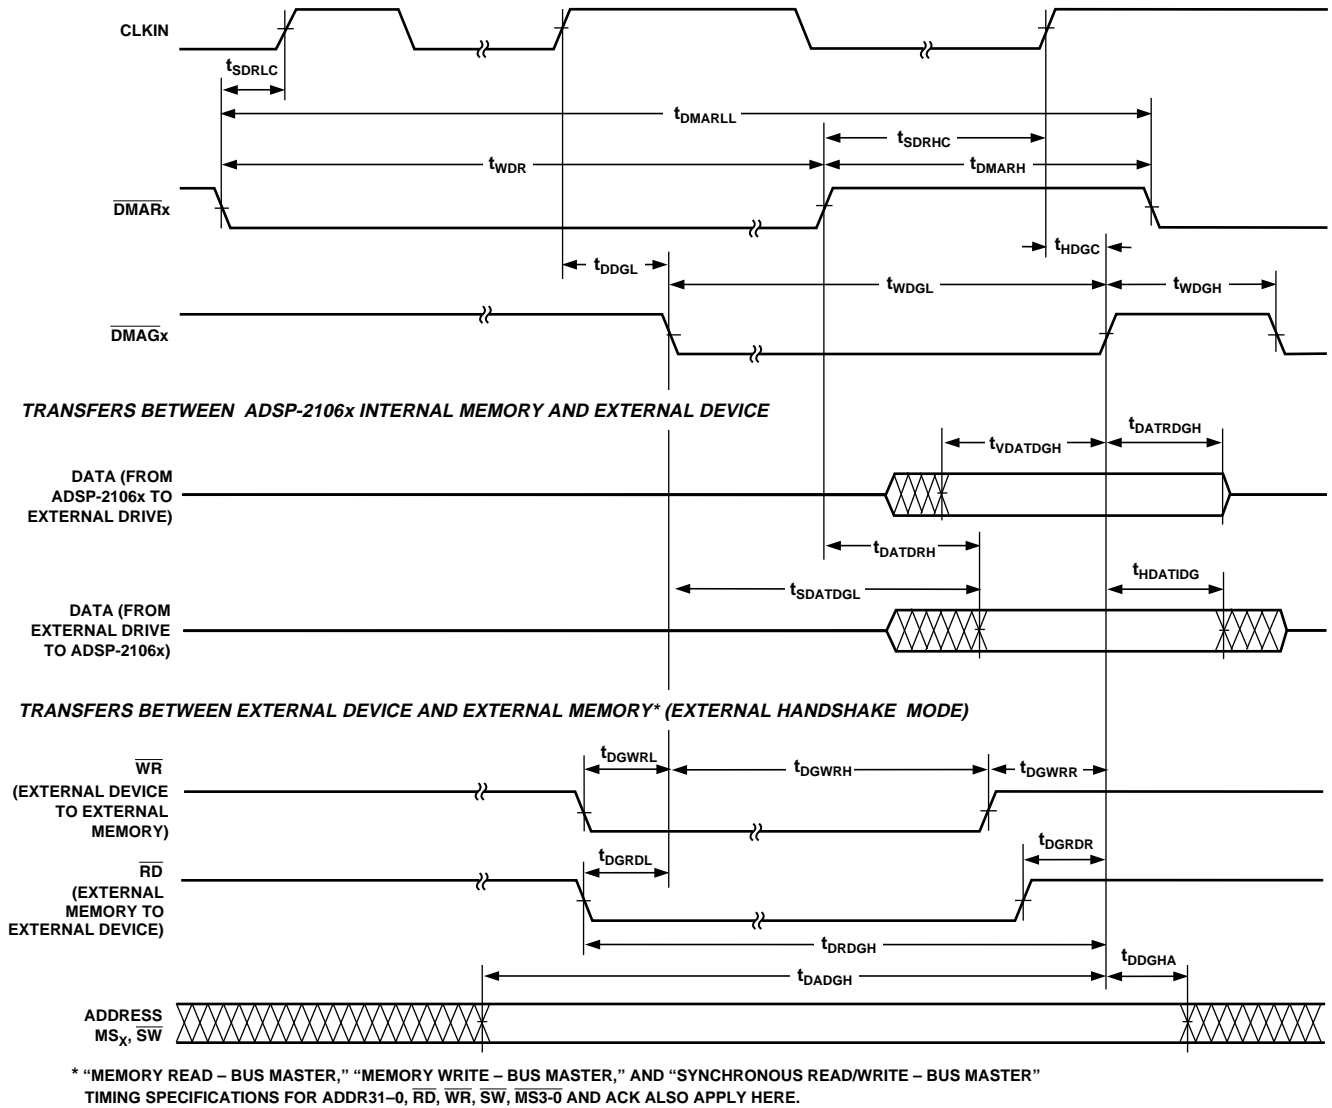 CLKIN
tSDRLC
tDMARLL
tSDRHC
tWDR
tDMARH
DMARx
tHDGC
tDDGL
tWDGL
tWDGH
DMAGx
TRANSFERS BETWEEN ADSP-2106x INTERNAL MEMORY AND EXTERNAL DEVICE
tDATRDGH
tVDATDGH
DATA (FROM
ADSP-2106x TO
EXTERNAL DRIVE)
tDATDRH
tHDATIDG
tSDATDGL
DATA (FROM
EXTERNAL DRIVE
TO ADSP-2106x)
TRANSFERS BETWEEN EXTERNAL DEVICE AND EXTERNAL MEMORY* (EXTERNAL HANDSHAKE MODE)
tDGWRL
tDGWRH
tDGWRR
WR
(EXTERNAL DEVICE
TO EXTERNAL
MEMORY)
tDGRDR
tDGRDL
RD
(EXTERNAL
MEMORY TO
EXTERNAL DEVICE)
tDRDGH
tDDGHA
tDADGH
ADDRESS
MSX, SW
* “MEMORY READ – BUS MASTER,” “MEMORY WRITE – BUS MASTER,” AND “SYNCHRONOUS READ/WRITE – BUS MASTER”
TIMING SPECIFICATIONS FOR ADDR31–0, RD, WR, SW, MS3-0 AND ACK ALSO APPLY HERE.